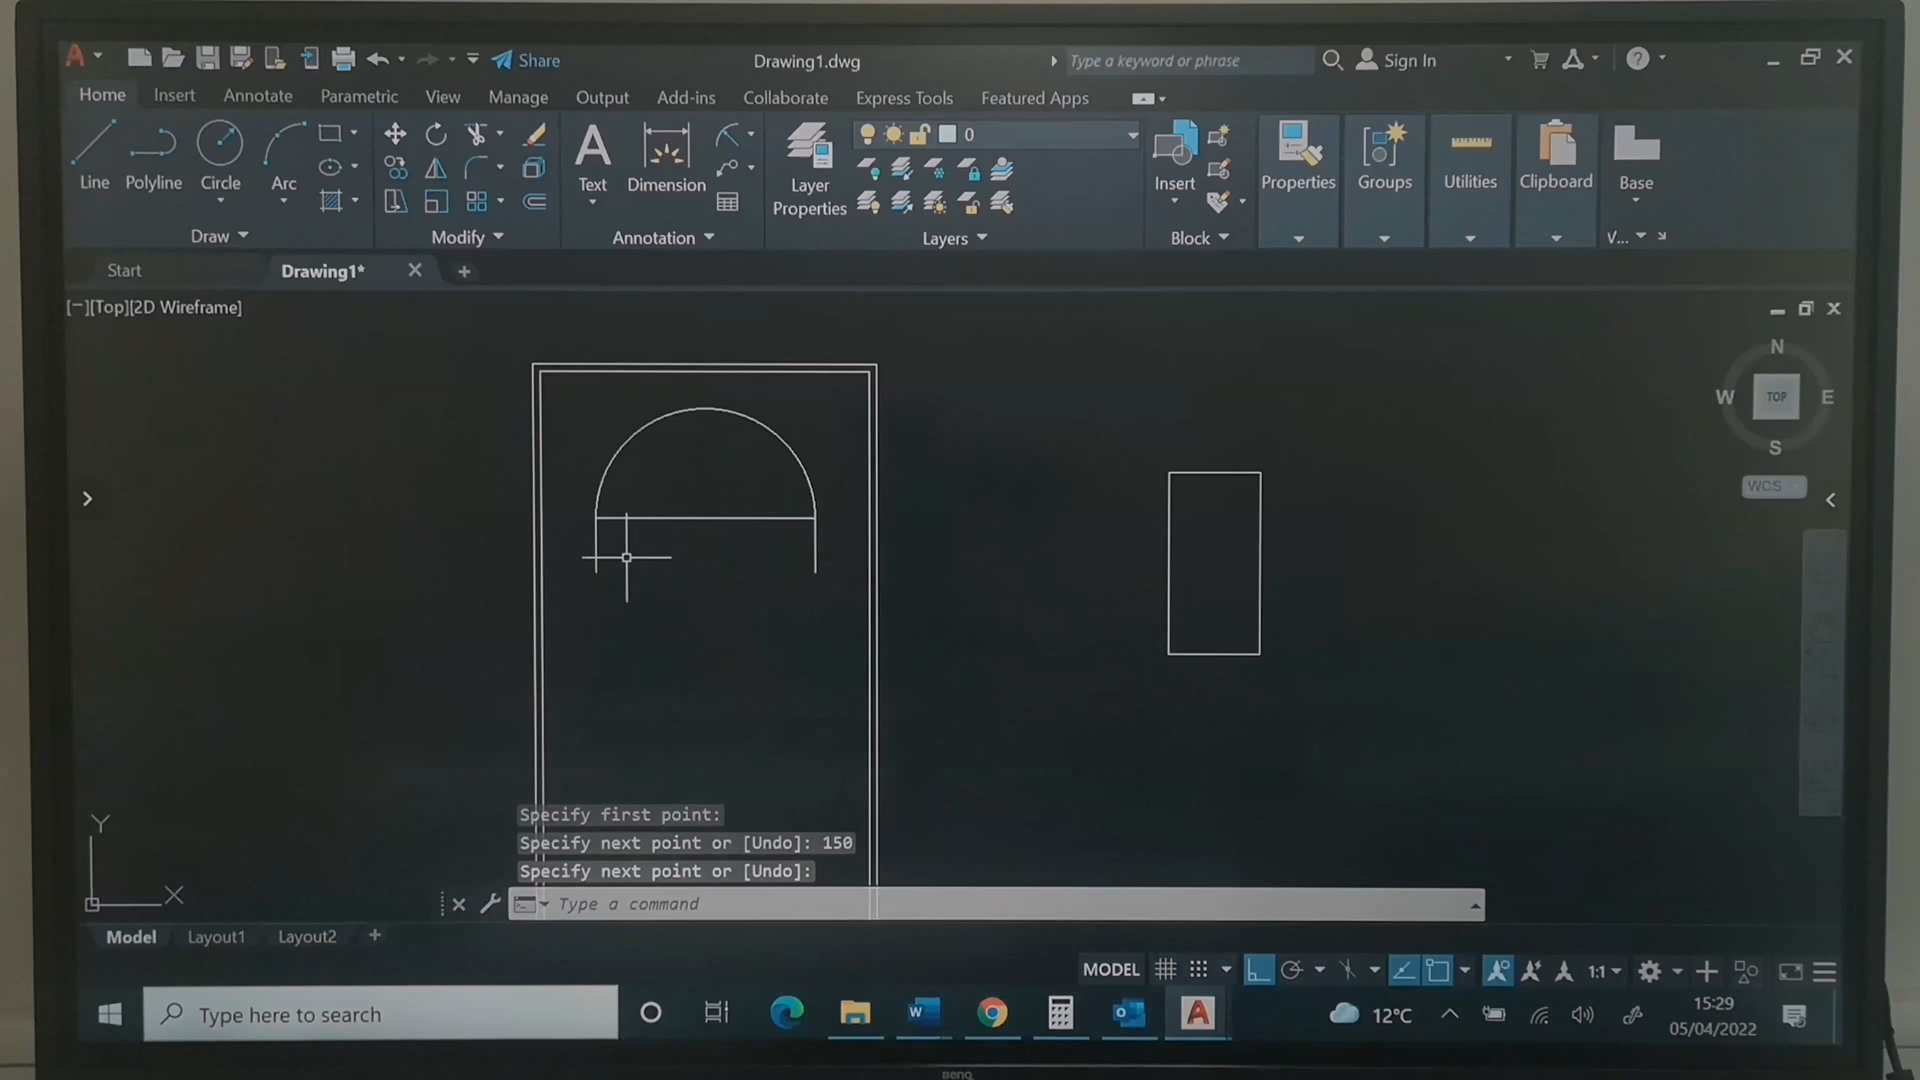 A Share Drawing1.dwg Type a keyword or phrase Sign In ?
Home Insert Annotate Parametric View Manage Output Add-ins Collaborate Express Tools Featured Apps
0
Line Polyline Circle Arc Text Dimension Layer Properties Insert Properties Groups Utilities Clipboard Base
Draw Modify Annotation Layers Block V...
Start Drawing1* +
[−][Top][2D Wireframe]
N
W TOP E
S
WCS
Specify first point:
Specify next point or [Undo]: 150
Specify next point or [Undo]:
Y
X
Type a command
Model Layout1 Layout2 +
MODEL 1:1
Type here to search
12°C
15:29
05/04/2022
BenQ